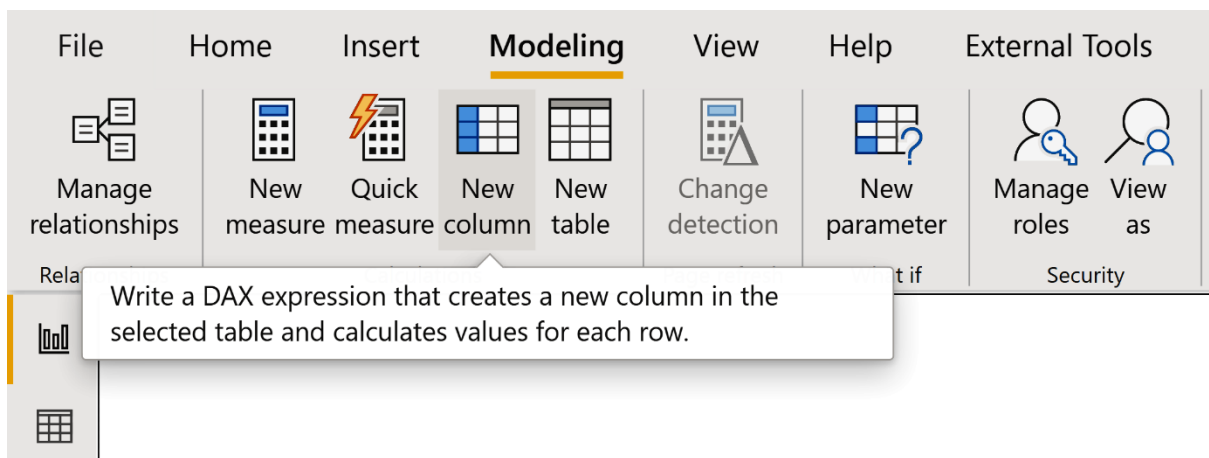 File Home Insert Modeling View Help External Tools
Manage relationships
New measure
Quick measure
New column
New table
Change detection
New parameter
Manage roles
View as
t if
Security
Write a DAX expression that creates a new column in the
selected table and calculates values for each row.